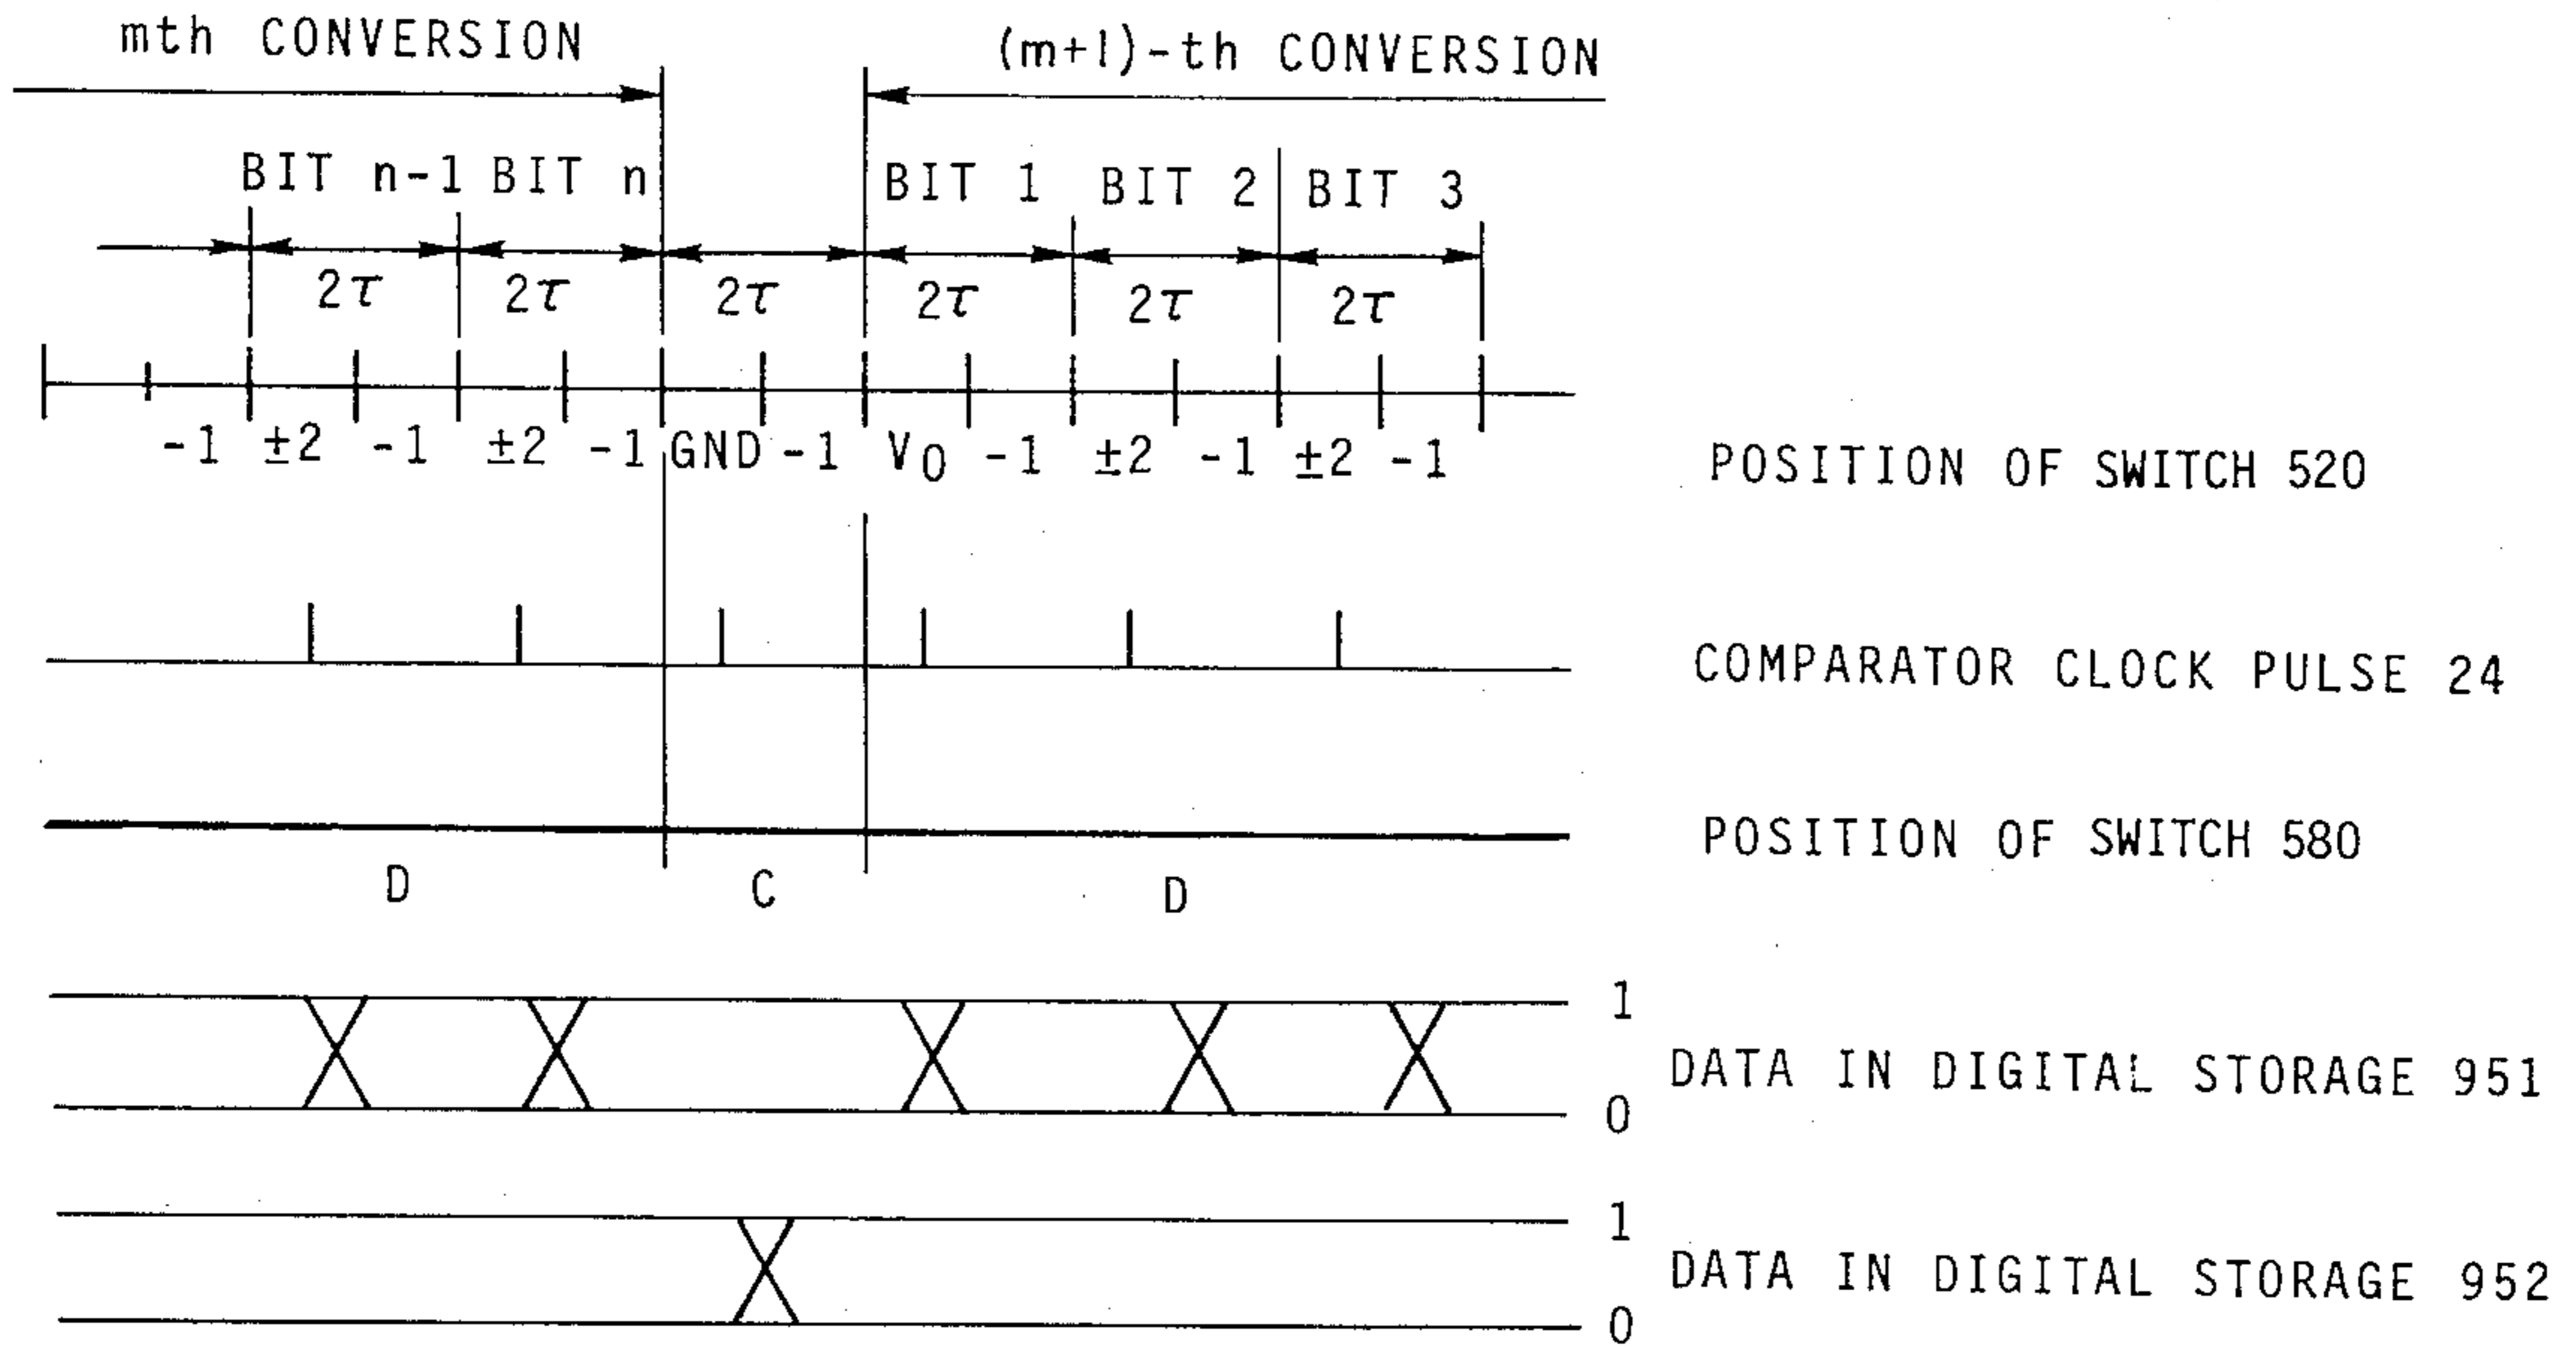 mth CONVERSION (m+1)-th CONVERSION
BIT n-1 BIT n BIT 1 BIT 2 BIT 3
2τ 2τ 2τ 2τ 2τ 2τ
-1 ±2 -1 ±2 -1 GND -1 V0 -1 ±2 -1 ±2 -1 POSITION OF SWITCH 520
COMPARATOR CLOCK PULSE 24
POSITION OF SWITCH 580
D C D
1
DATA IN DIGITAL STORAGE 951
0
1
DATA IN DIGITAL STORAGE 952
0